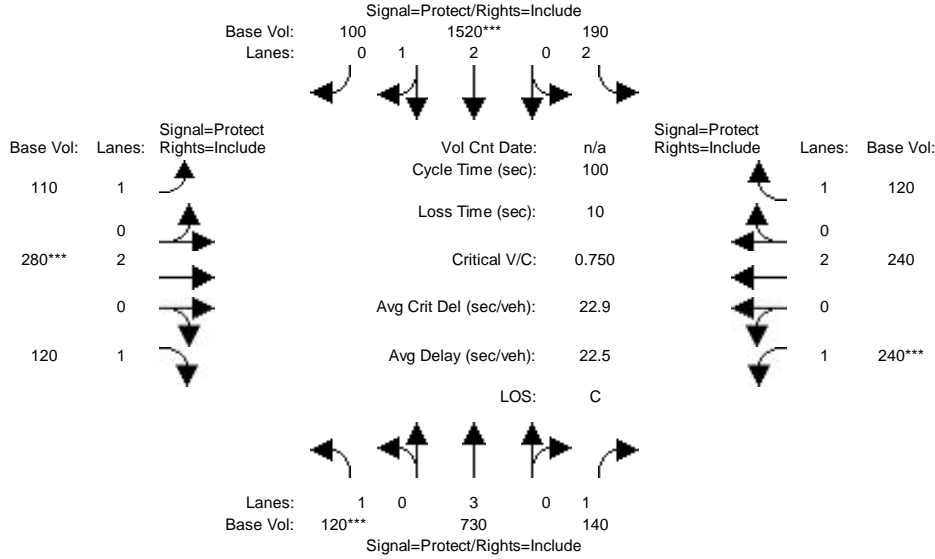 Signal=Protect/Rights=Include
Base Vol: 100 1520*** 190
Lanes: 0 1 2 0 2
Signal=Protect
Base Vol: Lanes: Rights=Include
Vol Cnt Date: n/a
Signal=Protect
Rights=Include Lanes: Base Vol:
Cycle Time (sec): 100
110 1
1 120
Loss Time (sec): 10
0
0
280*** 2
Critical V/C: 0.750
2 240
0
Avg Crit Del (sec/veh): 22.9
0
120 1
Avg Delay (sec/veh): 22.5
1 240***
LOS: C
Lanes: 1 0 3 0 1
Base Vol: 120*** 730 140
Signal=Protect/Rights=Include